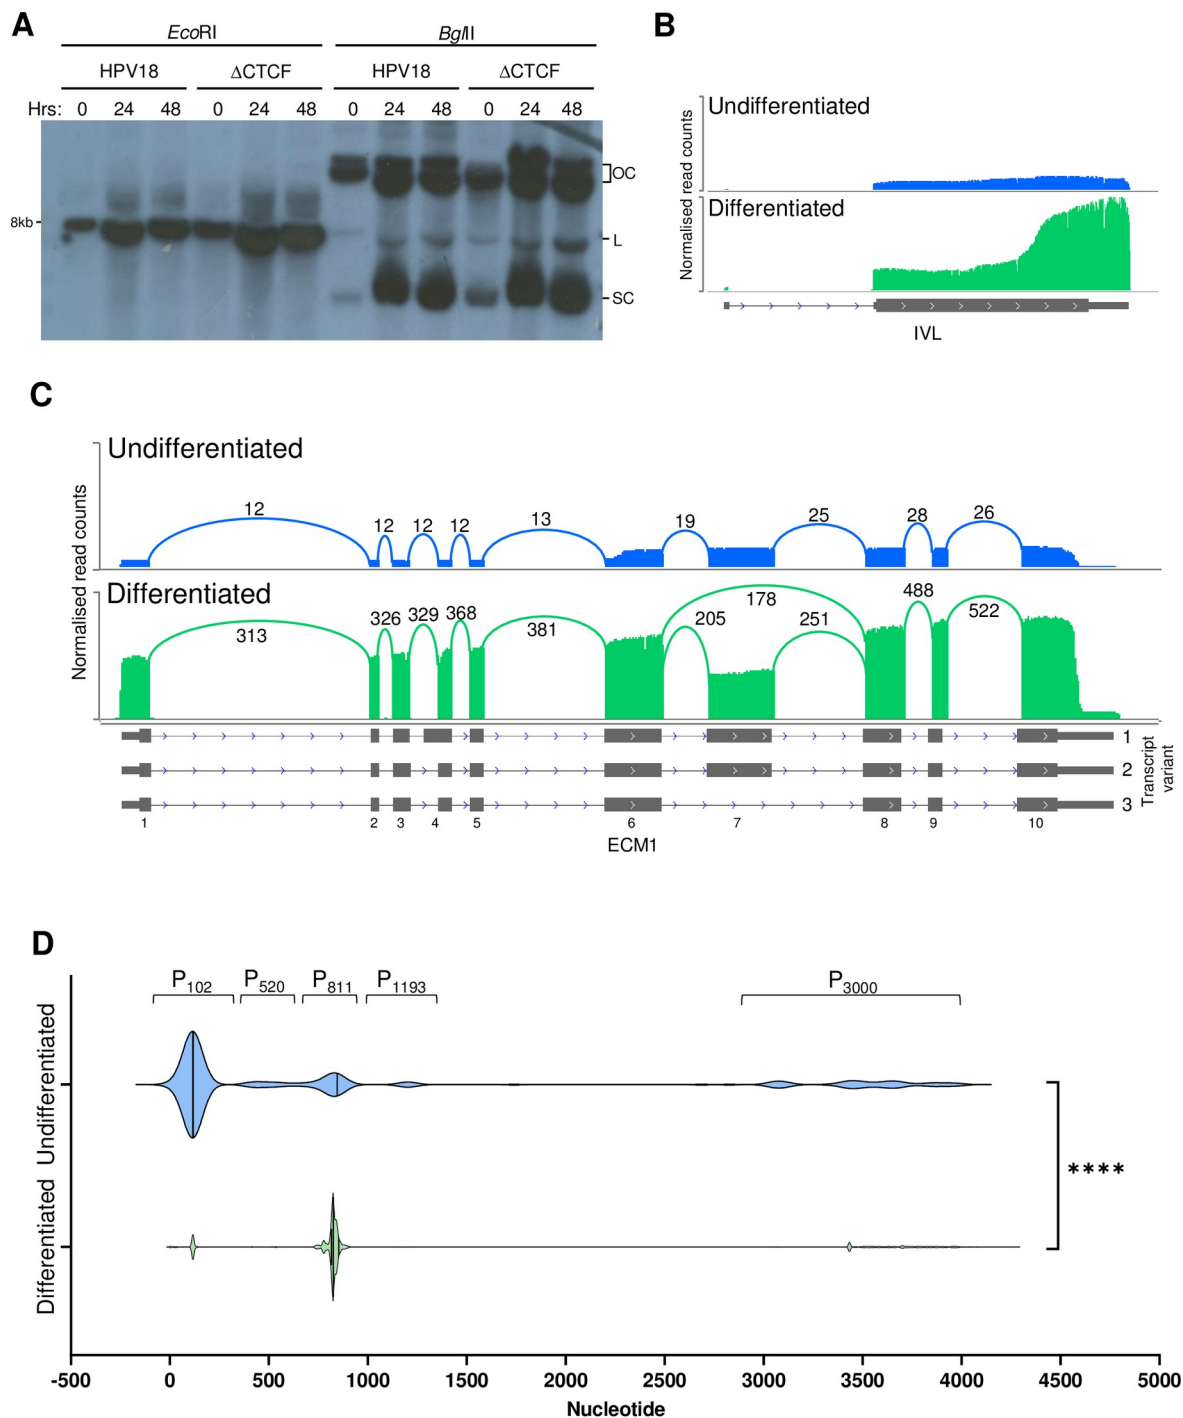 A
EcoRI BglII
HPV18 ΔCTCF HPV18 ΔCTCF
Hrs: 0 24 48 0 24 48 0 24 48 0 24 48
8kb
OC
L
SC
B
Undifferentiated
Normalised read counts
Differentiated
IVL
C
Undifferentiated
Normalised read counts
12 12 12 12 13 19 25 28 26
Differentiated
313 326 329 368 381 205 178 251 488 522
1
2
3
Transcript
variant
1 2 3 4 5 6 7 8 9 10
ECM1
D
P102 P520 P811 P1193 P3000
Undifferentiated
Differentiated
****
-500 0 500 1000 1500 2000 2500 3000 3500 4000 4500 5000
Nucleotide